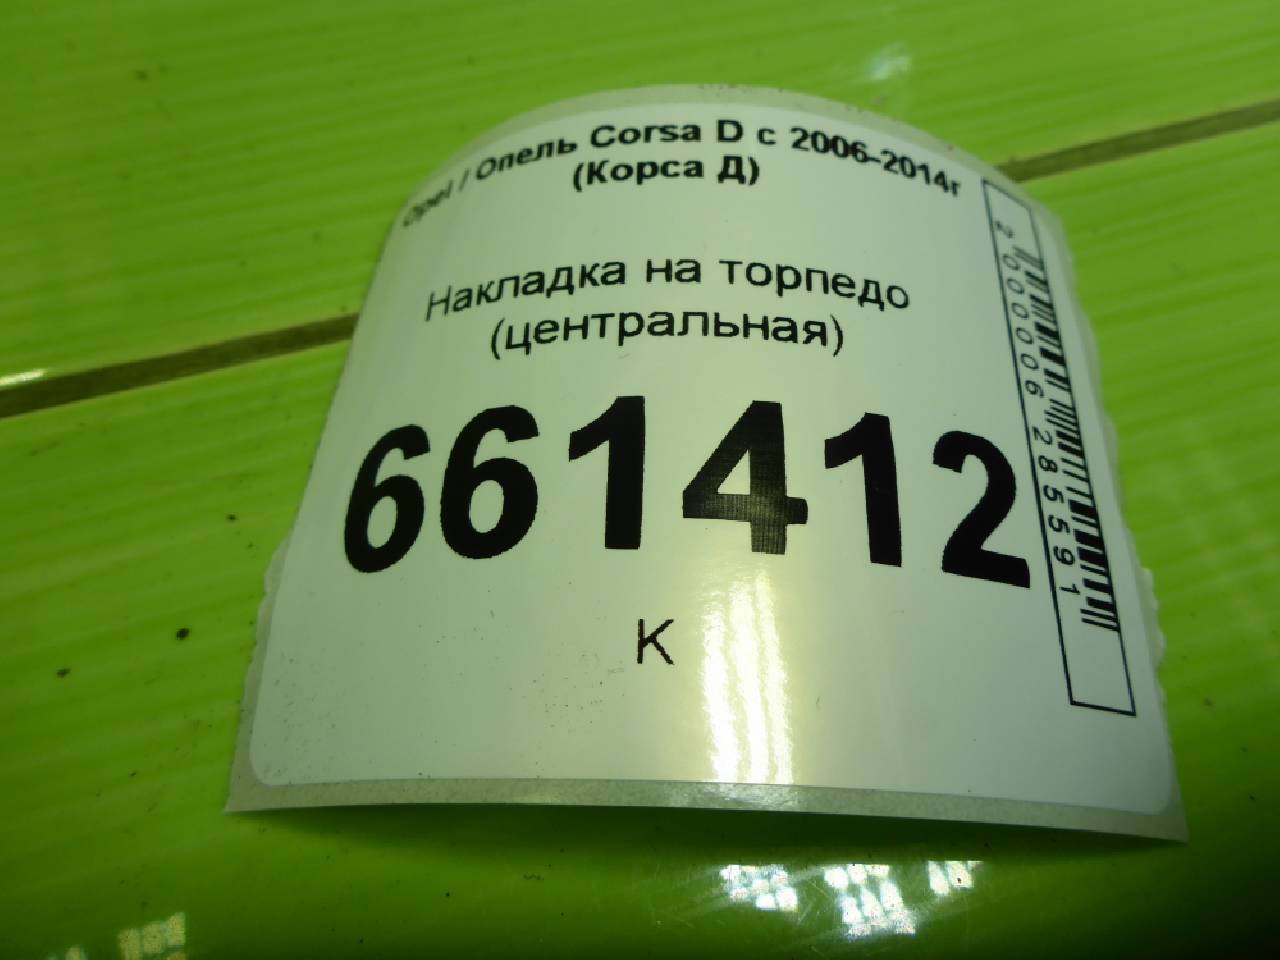 Opel / Опель Corsa D с 2006-2014г
(Корса Д)
Накладка на торпедо
(центральная)
661412
К
2000006285591